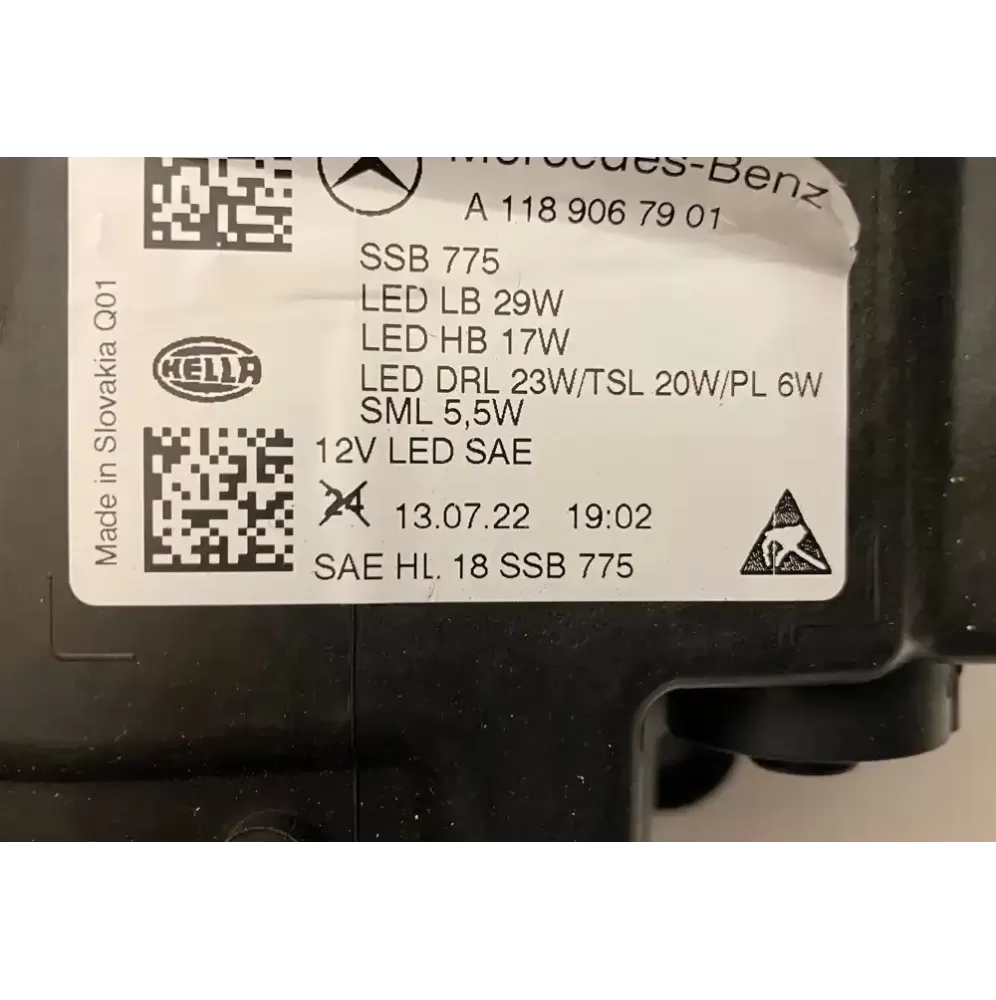 Mercedes-Benz
A 118 906 79 01
SSB 775
LED LB 29W
LED HB 17W
LED DRL 23W/TSL 20W/PL 6W
SML 5,5W
12V LED SAE
24 13.07.22 19:02
SAE HL 18 SSB 775
HELLA
Made in Slovakia Q01